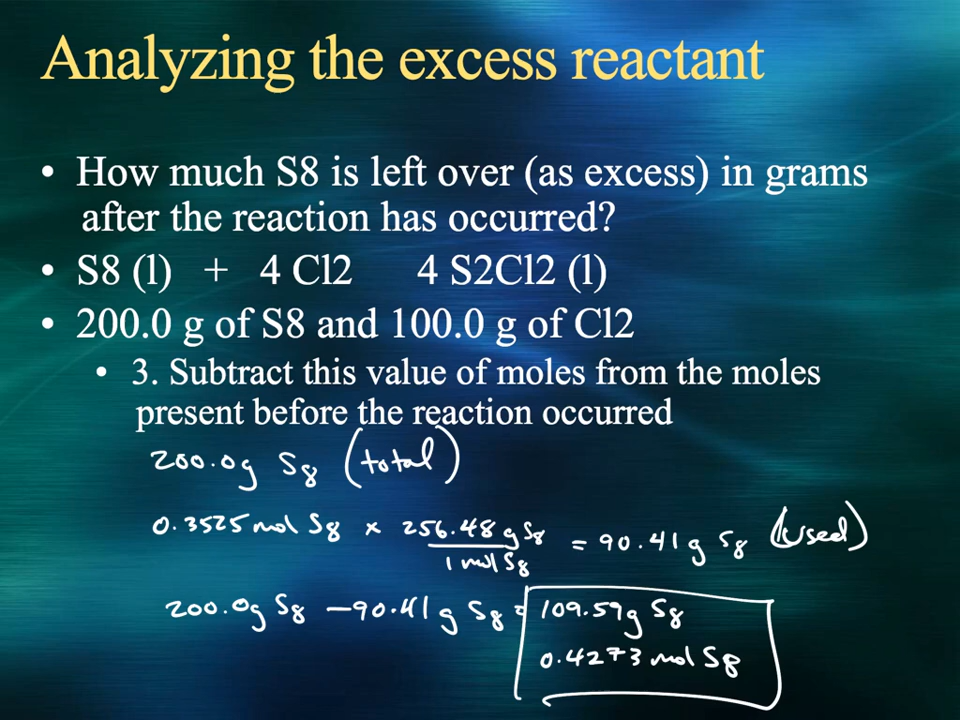 Analyzing the excess reactant
• How much S8 is left over (as excess) in grams
after the reaction has occurred?
• S8 (l) + 4 Cl2 4 S2Cl2 (l)
• 200.0 g of S8 and 100.0 g of Cl2
• 3. Subtract this value of moles from the moles
present before the reaction occurred
200.0g S8 (total)
0.3525 mol S8 x 256.48 g S8 = 90.41 g S8 (used)
1 mol S8
200.0g S8 - 90.41 g S8 = 109.59g S8
0.4273 mol S8